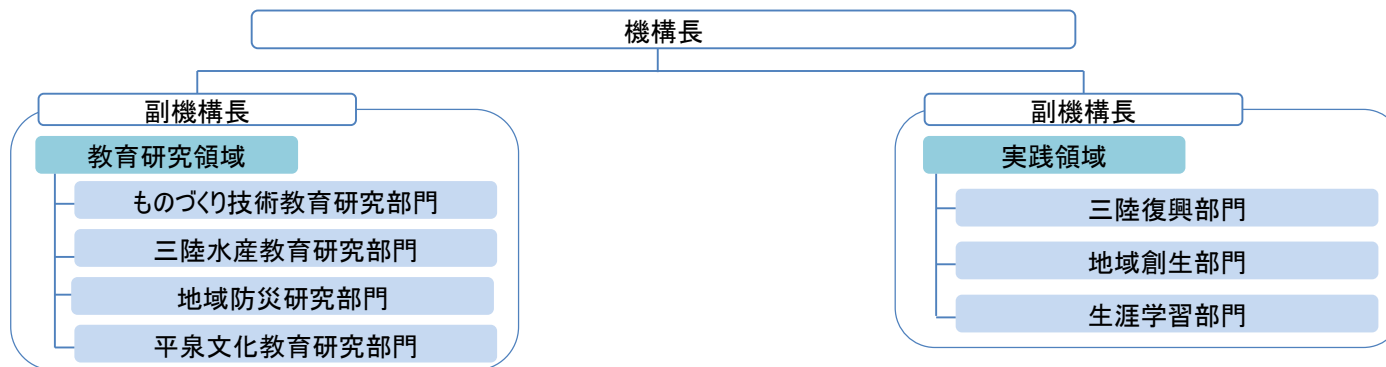 機構長
副機構長
教育研究領域
ものづくり技術教育研究部門
三陸水産教育研究部門
地域防災研究部門
平泉文化教育研究部門
副機構長
実践領域
三陸復興部門
地域創生部門
生涯学習部門